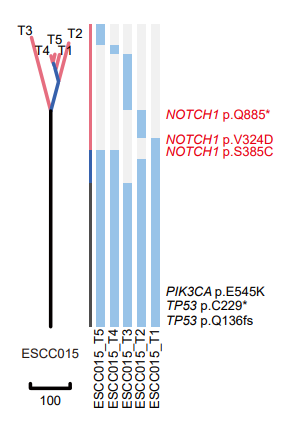 T3
T5
T2
T4
T1
NOTCH1 p.Q885*
NOTCH1 p.V324D
NOTCH1 p.S385C
PIK3CA p.E545K
TP53 p.C229*
TP53 p.Q136fs
ESCC015
100
ESCC015_T5
ESCC015_T4
ESCC015_T3
ESCC015_T2
ESCC015_T1